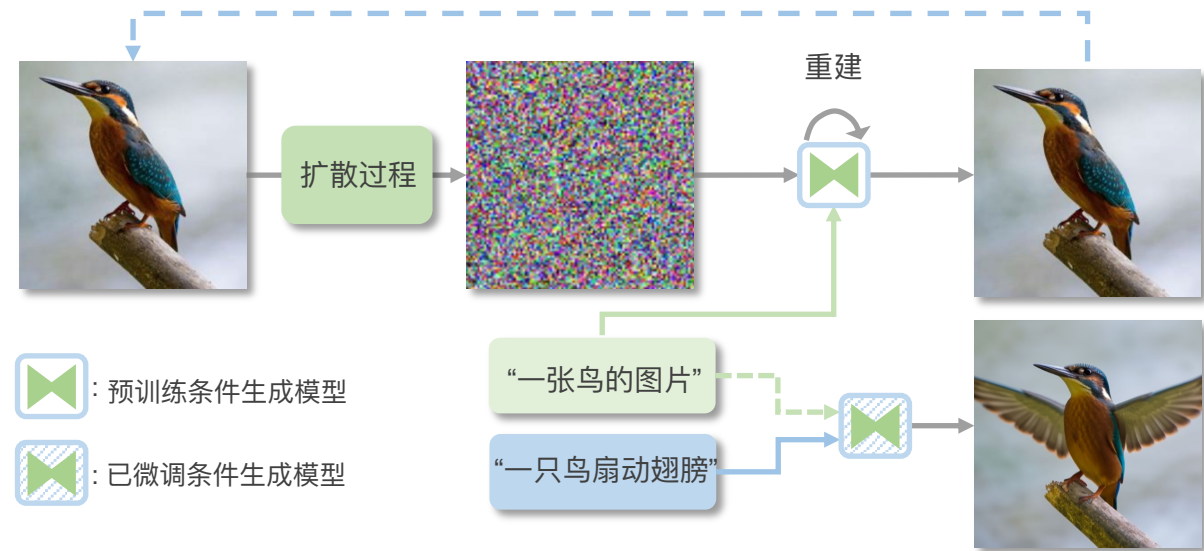 重建
扩散过程
“一张鸟的图片”
: 预训练条件生成模型
“一只鸟扇动翅膀”
: 已微调条件生成模型